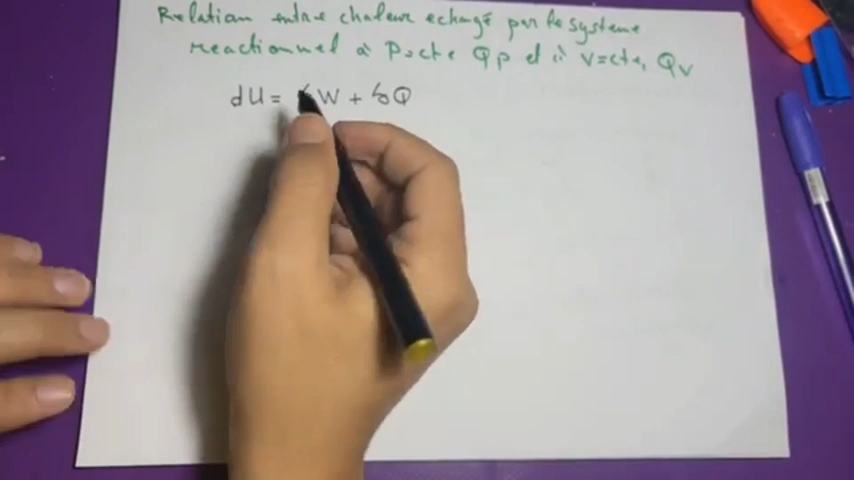 Relation entre chaleur echangé par le systeme
reactionnel à P=cte Qp et à V=cte, Qv
dU = δW + δQ